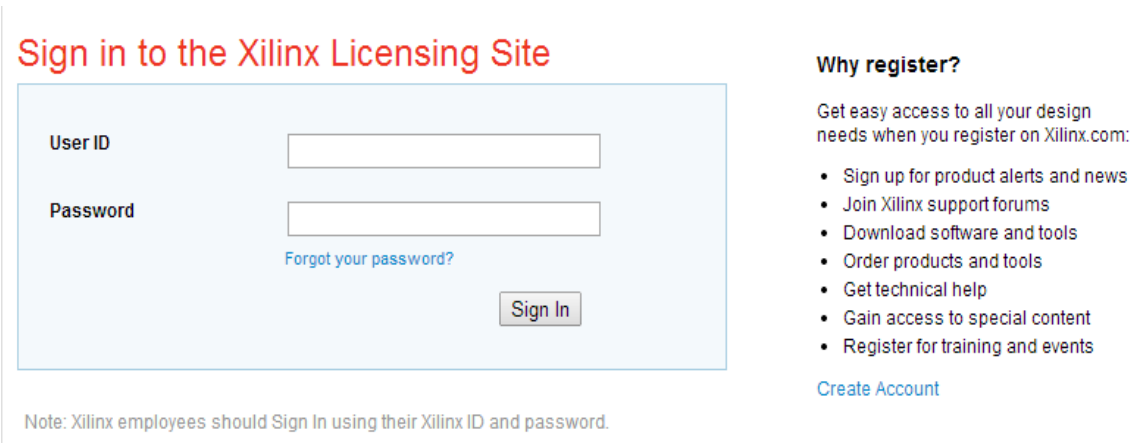 Sign in to the Xilinx Licensing Site
User ID
Password
Forgot your password?
Sign In
Note: Xilinx employees should Sign In using their Xilinx ID and password.
Why register?
Get easy access to all your design
needs when you register on Xilinx.com:
• Sign up for product alerts and news
• Join Xilinx support forums
• Download software and tools
• Order products and tools
• Get technical help
• Gain access to special content
• Register for training and events
Create Account